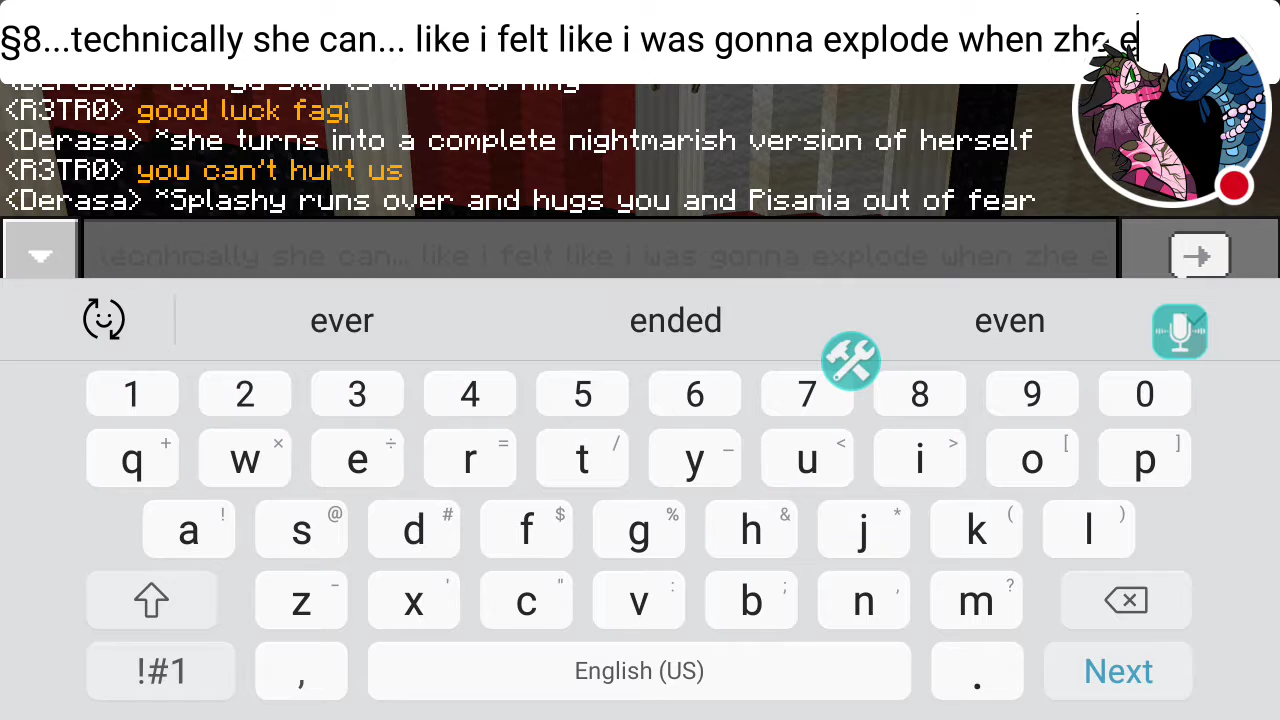 §8...technically she can... like i felt like i was gonna explode when zhe e
<R3TR0> good luck fag;
<Derasa> *she turns into a complete nightmarish version of herself
<R3TR0> you can't hurt us
<Derasa> *Splashy runs over and hugs you and Pisania out of fear
she can... like i felt like i was gonna explode when zhe e
ever ended even
1 2 3 4 5 6 7 8 9 0
q + w × e ÷ r = t / y _ u < i > o [ p ]
a ! s @ d # f $ g % h & j * k ( l )
z - x ' c " v : b ; n , m ?
!#1 , English (US) . Next